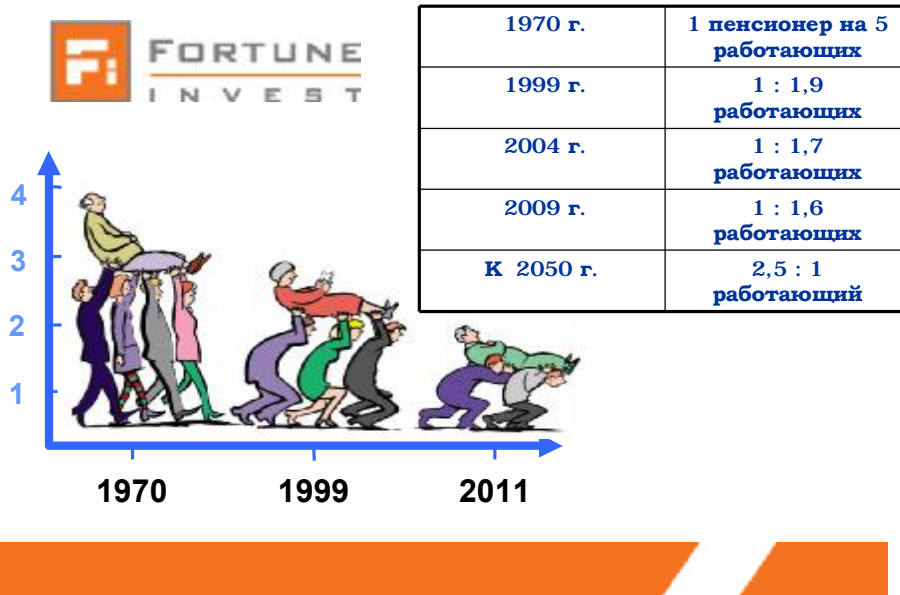 FORTUNE
INVEST
1970 г. 1 пенсионер на 5
работающих
1999 г. 1 : 1,9
работающих
2004 г. 1 : 1,7
работающих
2009 г. 1 : 1,6
работающих
К 2050 г. 2,5 : 1
работающий
4
3
2
1
1970 1999 2011